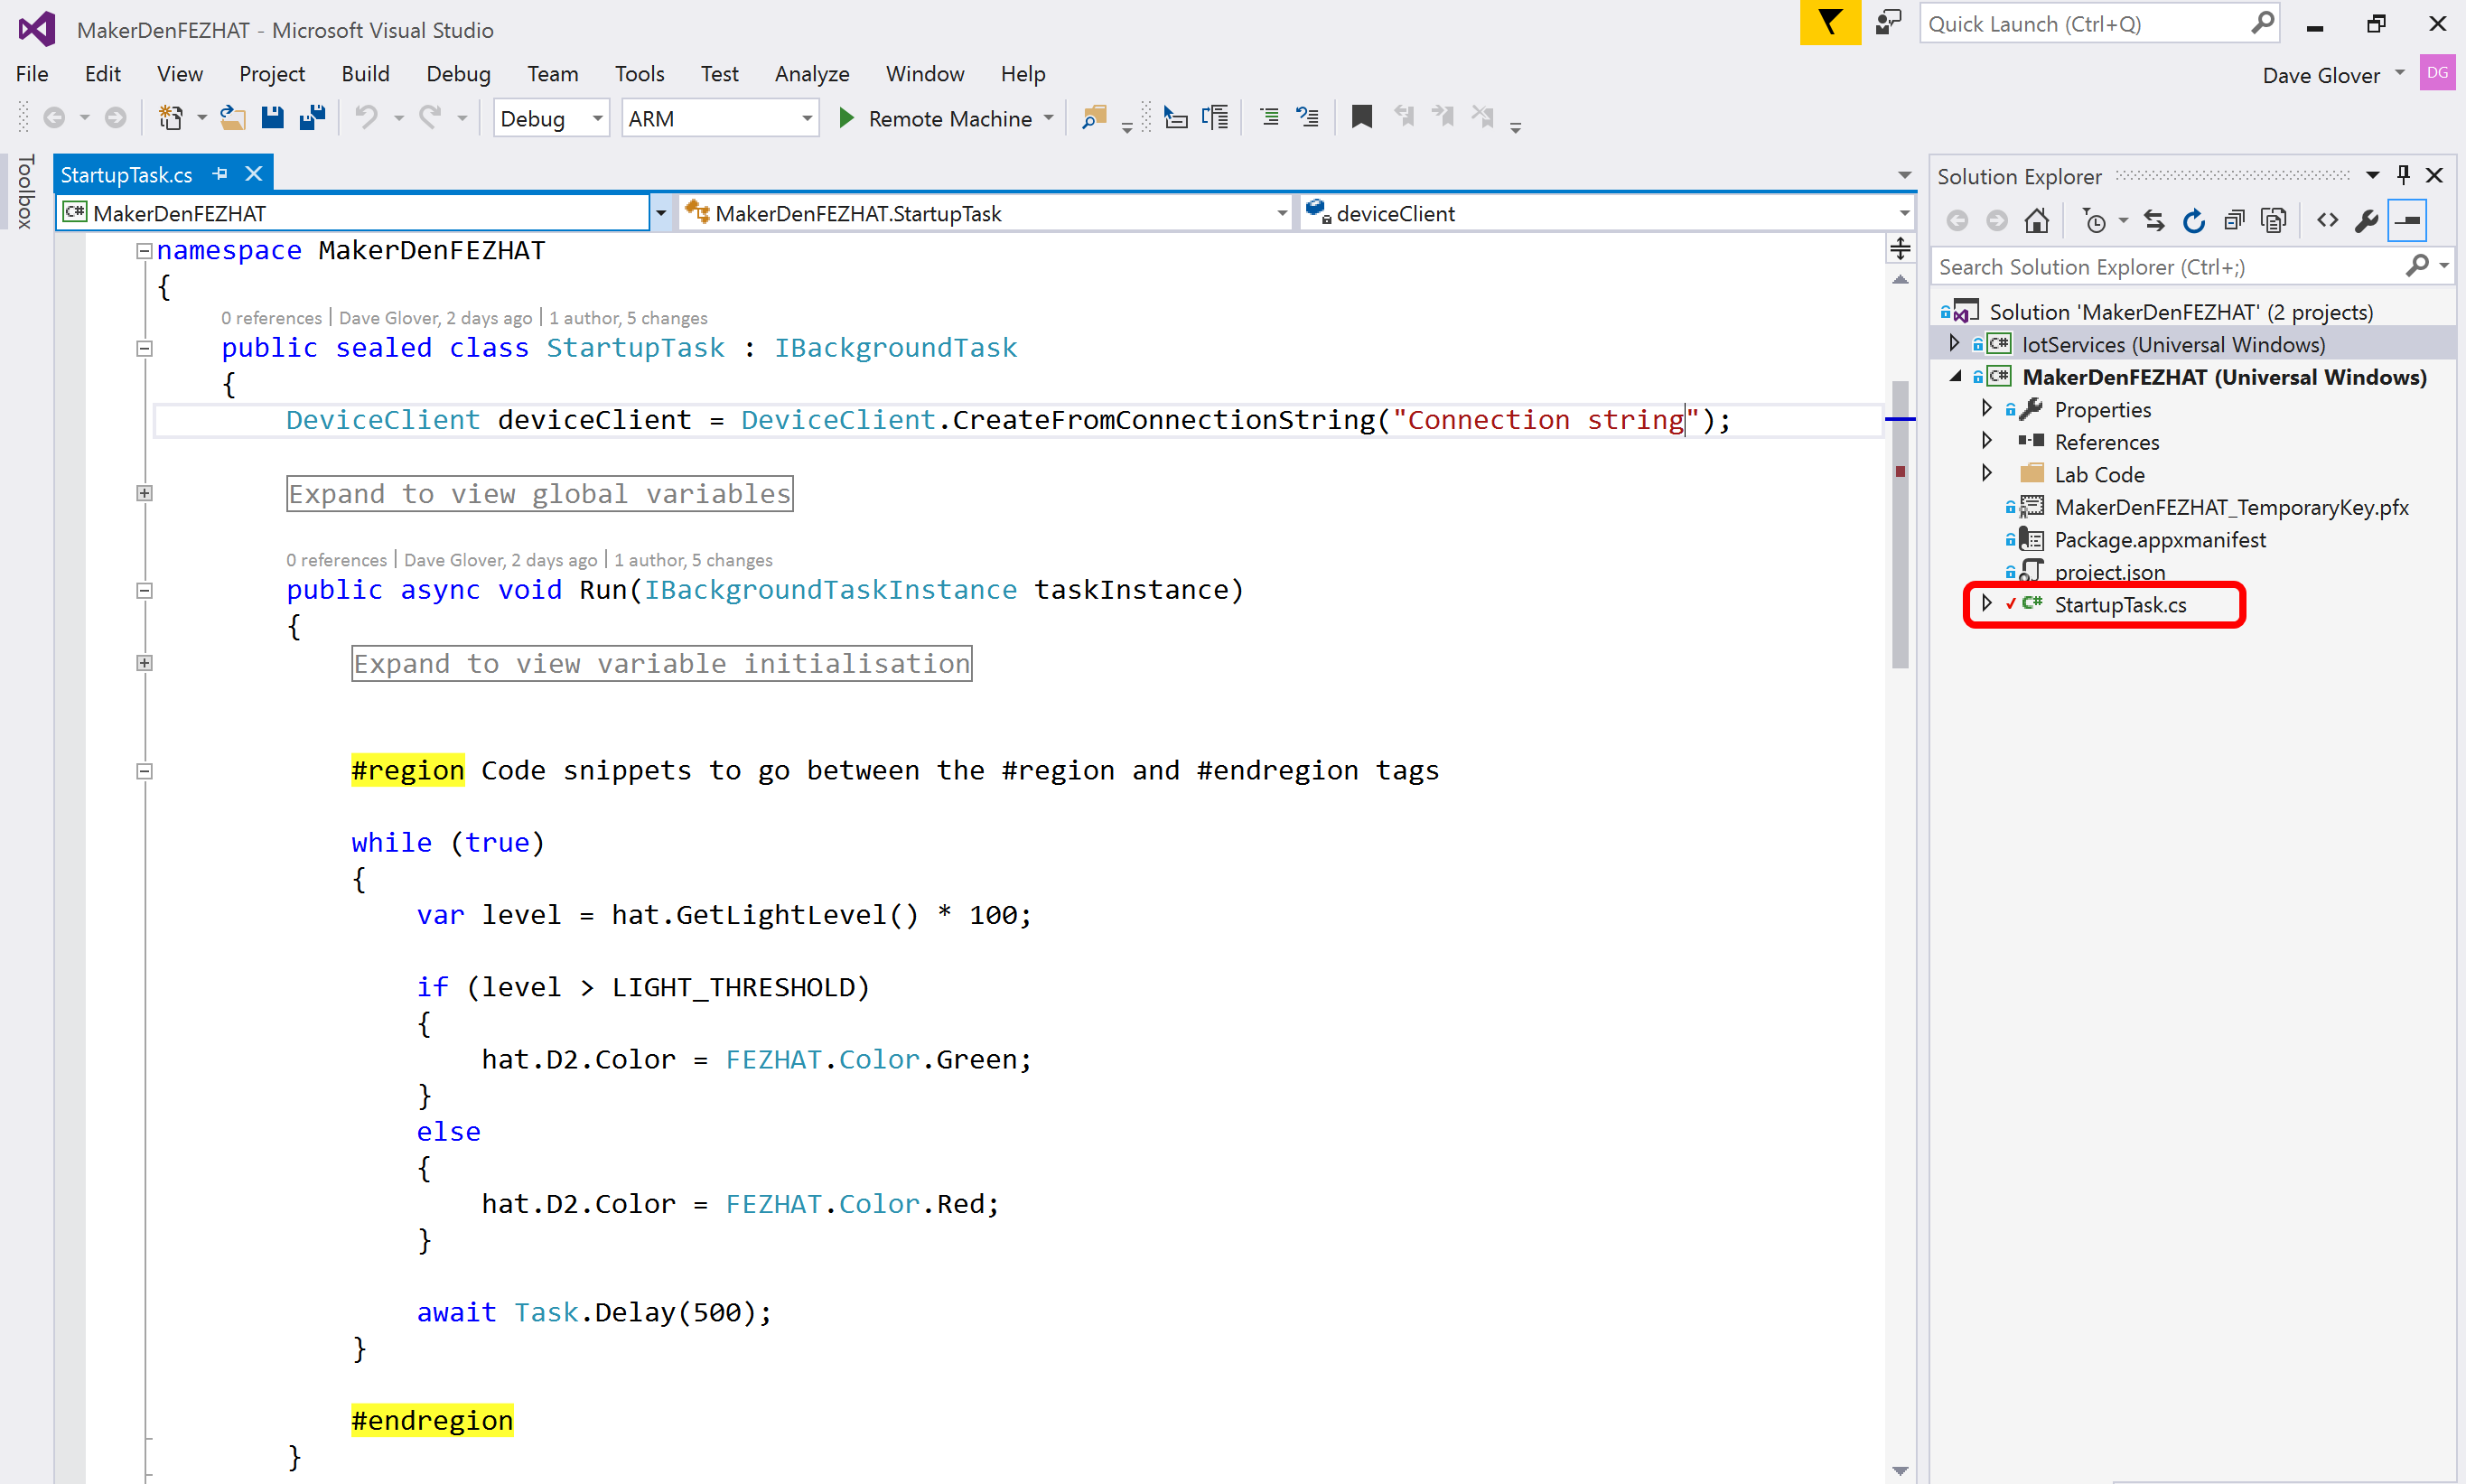 MakerDenFEZHAT - Microsoft Visual Studio
Quick Launch (Ctrl+Q)
File Edit View Project Build Debug Team Tools Test Analyze Window Help
Dave Glover DG
Debug ARM Remote Machine
Toolbox
StartupTask.cs
C# MakerDenFEZHAT MakerDenFEZHAT.StartupTask deviceClient
namespace MakerDenFEZHAT
{
0 references | Dave Glover, 2 days ago | 1 author, 5 changes
public sealed class StartupTask : IBackgroundTask
{
DeviceClient deviceClient = DeviceClient.CreateFromConnectionString("Connection string");
Expand to view global variables
0 references | Dave Glover, 2 days ago | 1 author, 5 changes
public async void Run(IBackgroundTaskInstance taskInstance)
{
Expand to view variable initialisation
#region Code snippets to go between the #region and #endregion tags
while (true)
{
var level = hat.GetLightLevel() * 100;
if (level > LIGHT_THRESHOLD)
{
hat.D2.Color = FEZHAT.Color.Green;
}
else
{
hat.D2.Color = FEZHAT.Color.Red;
}
await Task.Delay(500);
}
#endregion
}
Solution Explorer
Search Solution Explorer (Ctrl+;)
Solution 'MakerDenFEZHAT' (2 projects)
C# IotServices (Universal Windows)
C# MakerDenFEZHAT (Universal Windows)
Properties
References
Lab Code
MakerDenFEZHAT_TemporaryKey.pfx
Package.appxmanifest
project.json
C# StartupTask.cs